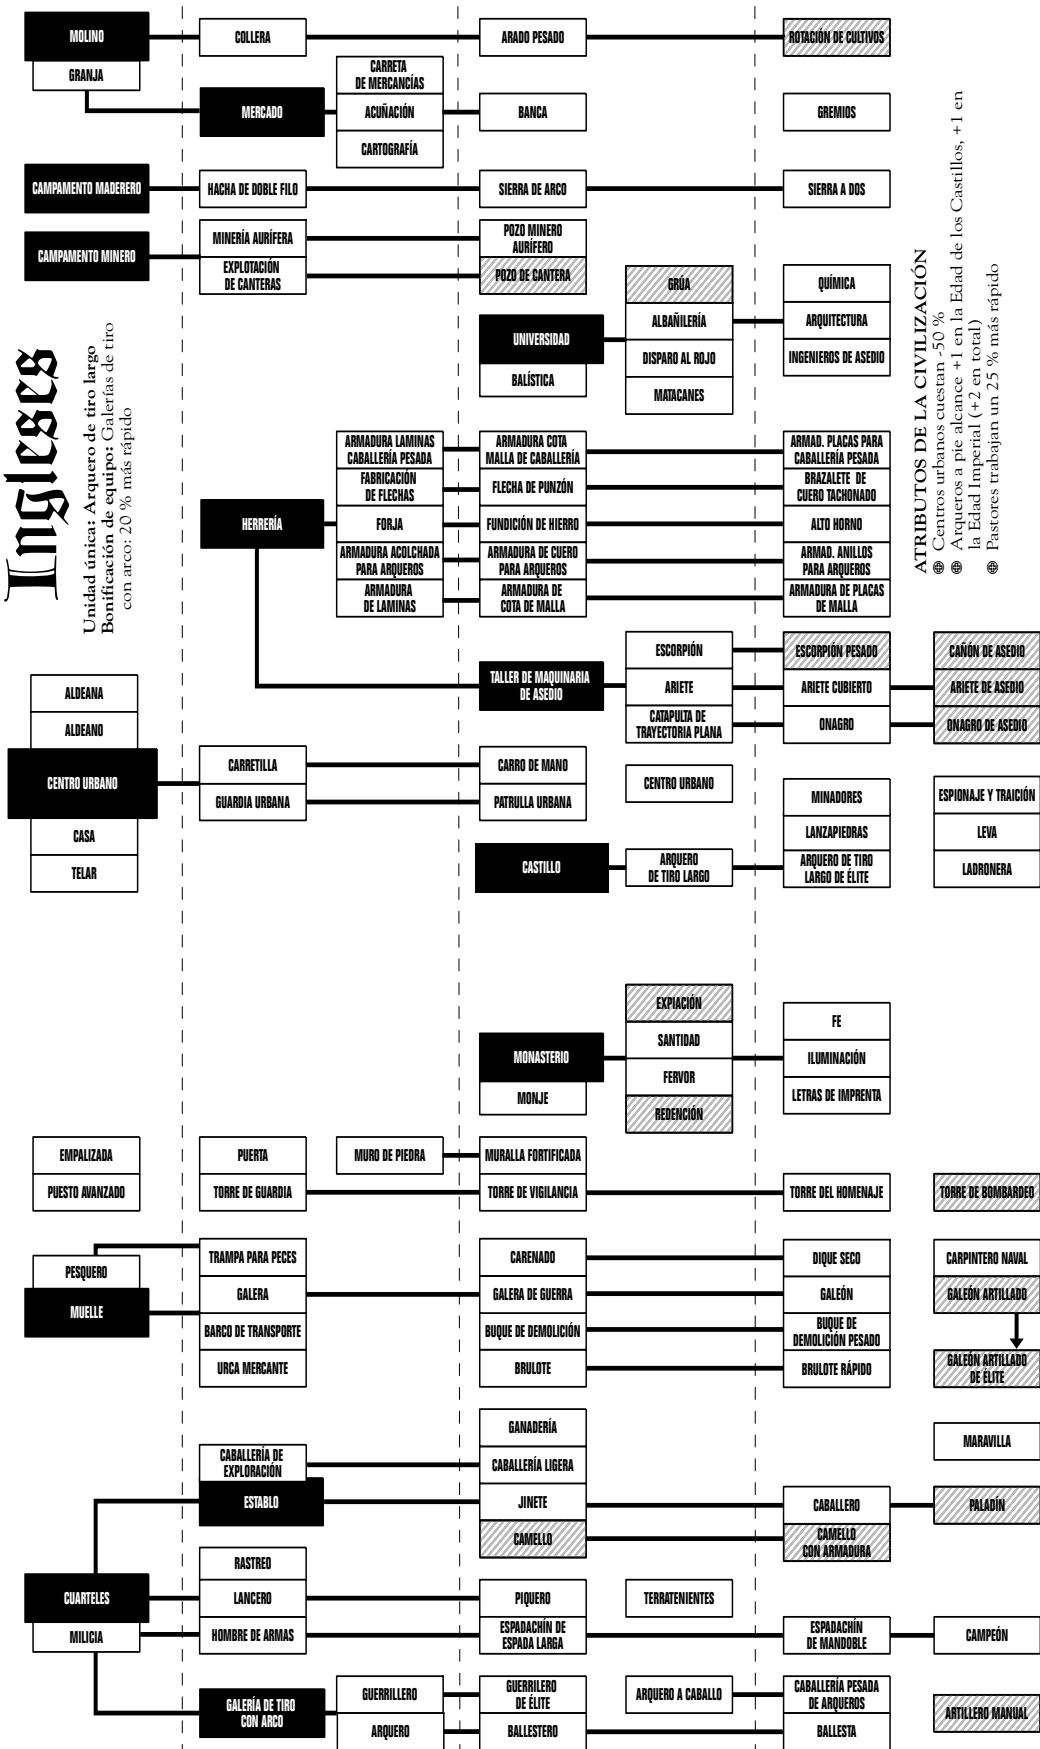 MOLINO
GRANJA
COLLERA
ARADO PESADO
ROTACIÓN DE CULTIVOS
MERCADO
CARRETA
DE MERCANCÍAS
ACUÑACIÓN
CARTOGRAFÍA
BANCA
GREMIOS
CAMPAMENTO MADERERO
HACHA DE DOBLE FILO
SIERRA DE ARCO
SIERRA A DOS
CAMPAMENTO MINERO
MINERÍA AURÍFERA
EXPLOTACIÓN
DE CANTERAS
POZO MINERO
AURÍFERO
POZO DE CANTERA
UNIVERSIDAD
BALÍSTICA
GRÚA
ALBAÑILERÍA
DISPARO AL ROJO
MATACANES
QUÍMICA
ARQUITECTURA
INGENIEROS DE ASEDIO
Ingleses
Unidad única: Arquero de tiro largo
Bonificación de equipo: Galerías de tiro
con arco: 20 % más rápido
ATRIBUTOS DE LA CIVILIZACIÓN
Centros urbanos cuestan -50 %
Arqueros a pie alcance +1 en la Edad de los Castillos, +1 en
la Edad Imperial (+2 en total)
Pastores trabajan un 25 % más rápido
HERRERÍA
ARMADURA LAMINAS
CABALLERÍA PESADA
FABRICACIÓN
DE FLECHAS
FORJA
ARMADURA ACOLCHADA
PARA ARQUEROS
ARMADURA
DE LAMINAS
ARMADURA COTA
MALLA DE CABALLERÍA
FLECHA DE PUNZÓN
FUNDICIÓN DE HIERRO
ARMADURA DE CUERO
PARA ARQUEROS
ARMADURA DE
COTA DE MALLA
ARMAD. PLACAS PARA
CABALLERÍA PESADA
BRAZALETE DE
CUERO TACHONADO
ALTO HORNO
ARMAD. ANILLOS
PARA ARQUEROS
ARMADURA DE PLACAS
DE MALLA
TALLER DE MAQUINARIA
DE ASEDIO
ESCORPIÓN
ARIETE
CATAPULTA DE
TRAYECTORIA PLANA
ESCORPIÓN PESADO
ARIETE CUBIERTO
ONAGRO
CAÑÓN DE ASEDIO
ARIETE DE ASEDIO
ONAGRO DE ASEDIO
ALDEANA
ALDEANO
CENTRO URBANO
CASA
TELAR
CARRETILLA
GUARDIA URBANA
CARRO DE MANO
PATRULLA URBANA
CENTRO URBANO
CASTILLO
ARQUERO
DE TIRO LARGO
MINADORES
LANZAPIEDRAS
ARQUERO DE TIRO
LARGO DE ÉLITE
ESPIONAJE Y TRAICIÓN
LEVA
LADRONERA
MONASTERIO
MONJE
EXPIACIÓN
SANTIDAD
FERVOR
REDENCIÓN
FE
ILUMINACIÓN
LETRAS DE IMPRENTA
EMPALIZADA
PUESTO AVANZADO
PUERTA
TORRE DE GUARDIA
MURO DE PIEDRA
MURALLA FORTIFICADA
TORRE DE VIGILANCIA
TORRE DEL HOMENAJE
TORRE DE BOMBARDEO
PESQUERO
MUELLE
TRAMPA PARA PECES
GALERA
BARCO DE TRANSPORTE
URCA MERCANTE
CARENADO
GALERA DE GUERRA
BUQUE DE DEMOLICIÓN
BRULOTE
DIQUE SECO
GALEÓN
BUQUE DE
DEMOLICIÓN PESADO
BRULOTE RÁPIDO
CARPINTERO NAVAL
GALEÓN ARTILLADO
GALEÓN ARTILLADO
DE ÉLITE
CABALLERÍA DE
EXPLORACIÓN
ESTABLO
GANADERÍA
CABALLERÍA LIGERA
JINETE
CAMELLO
CABALLERO
CAMELLO
CON ARMADURA
MARAVILLA
PALADÍN
CUARTELES
MILICIA
RASTREO
LANCERO
HOMBRE DE ARMAS
PIQUERO
ESPADACHÍN DE
ESPADA LARGA
TERRATENIENTES
ESPADACHÍN
DE MANDOBLE
CAMPEÓN
GALERÍA DE TIRO
CON ARCO
GUERRILLERO
ARQUERO
GUERRILERO
DE ÉLITE
BALLESTERO
ARQUERO A CABALLO
CABALLERÍA PESADA
DE ARQUEROS
BALLESTA
ARTILLERO MANUAL